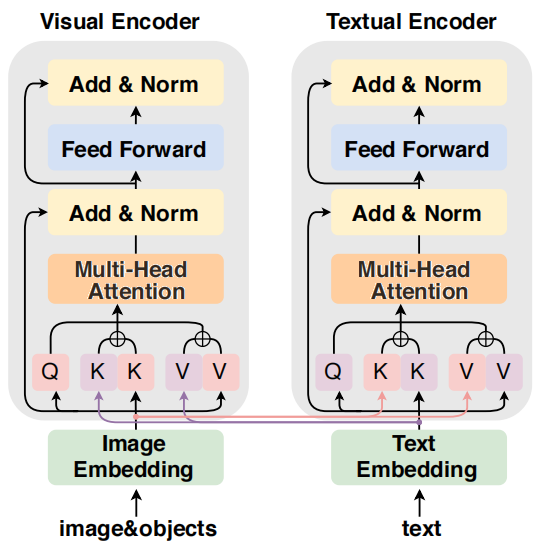 Visual Encoder
Add & Norm
Feed Forward
Add & Norm
Multi-Head
Attention
Q K K V V
Image
Embedding
image&objects
Textual Encoder
Add & Norm
Feed Forward
Add & Norm
Multi-Head
Attention
Q K K V V
Text
Embedding
text